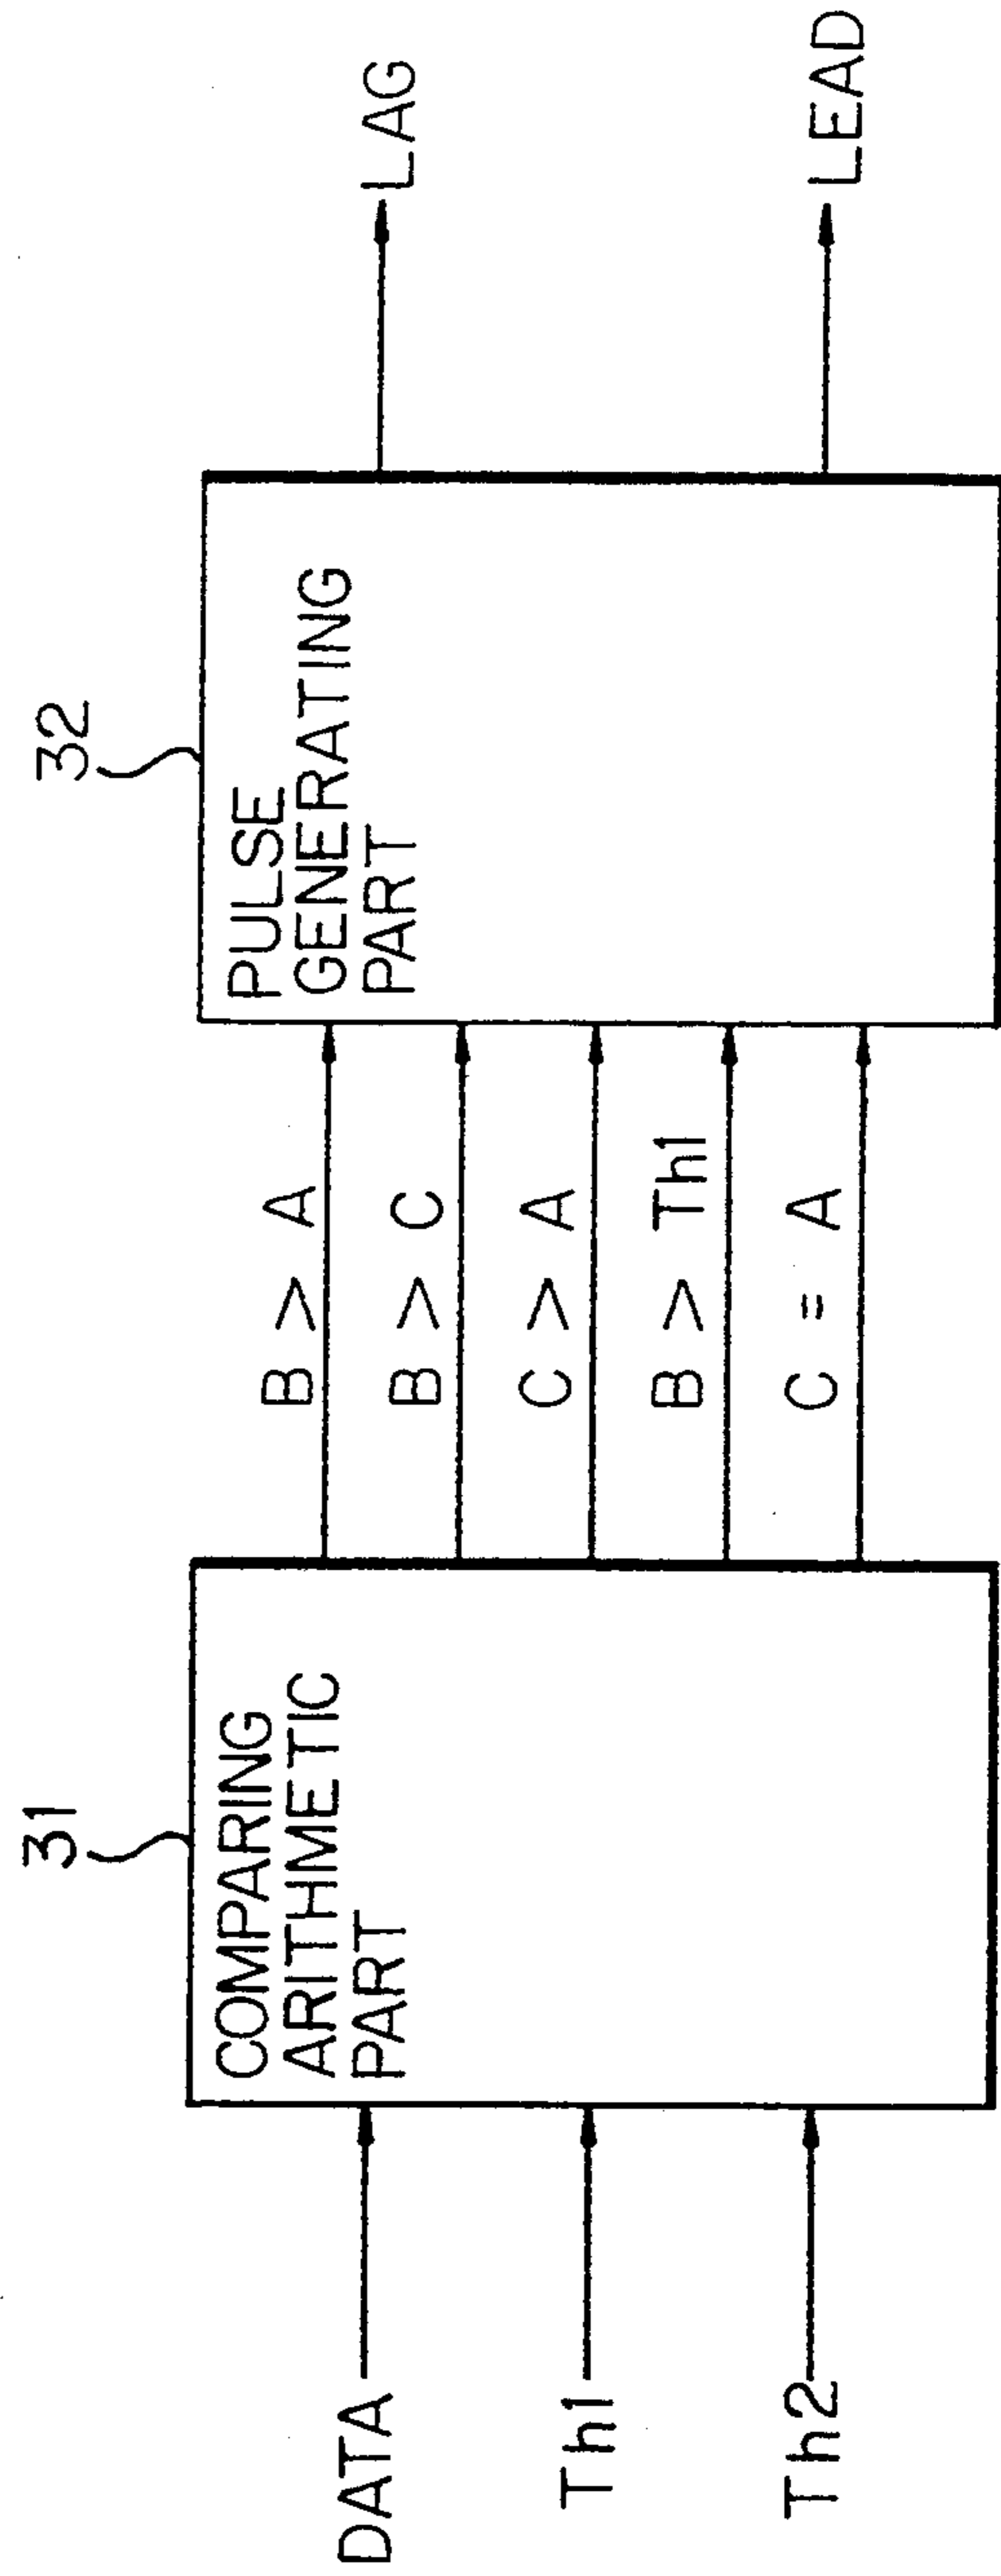 31
32
COMPARING
ARITHMETIC
PART
PULSE
GENERATING
PART
DATA
Th1
Th2
B > A
B > C
C > A
B > Th1
C = A
LAG
LEAD